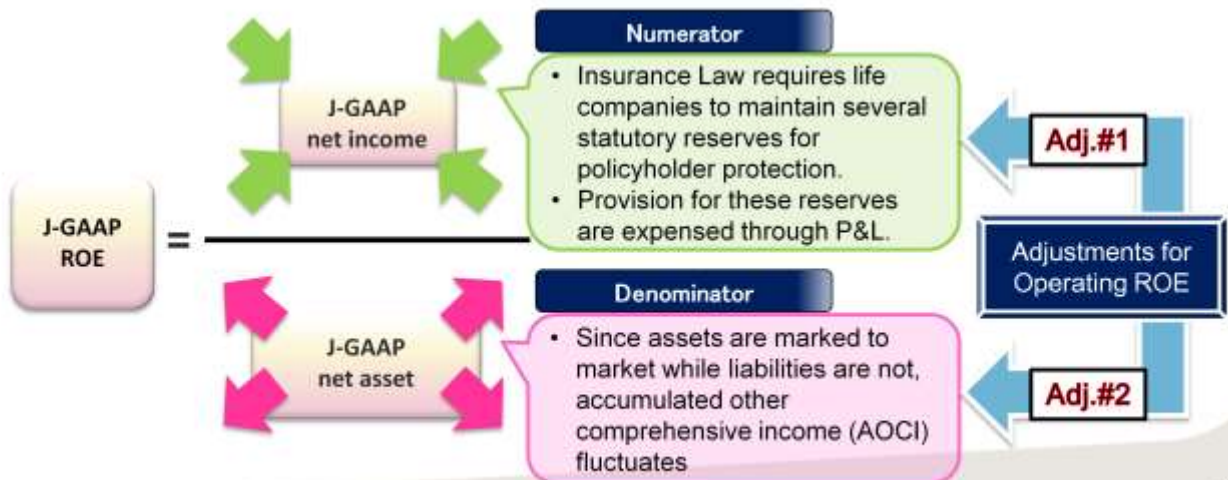 J-GAAP
ROE
=
J-GAAP
net income
Numerator
• Insurance Law requires life
companies to maintain several
statutory reserves for
policyholder protection.
• Provision for these reserves
are expensed through P&L.
J-GAAP
net asset
Denominator
• Since assets are marked to
market while liabilities are not,
accumulated other
comprehensive income (AOCI)
fluctuates
Adj.#1
Adjustments for
Operating ROE
Adj.#2